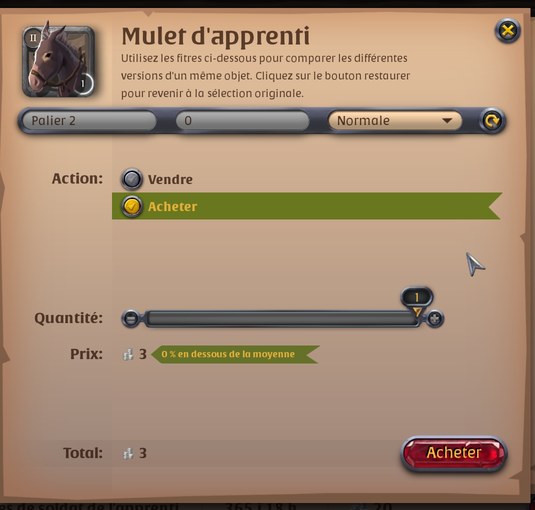 II
1
Mulet d'apprenti
Utilisez les fitres ci-dessous pour comparer les différentes
versions d'un même objet. Cliquez sur le bouton restaurer
pour revenir à la sélection originale.
Palier 2
0
Normale
Action:
Vendre
Acheter
1
Quantité:
Prix:
3
0 % en dessous de la moyenne
Total:
3
Acheter